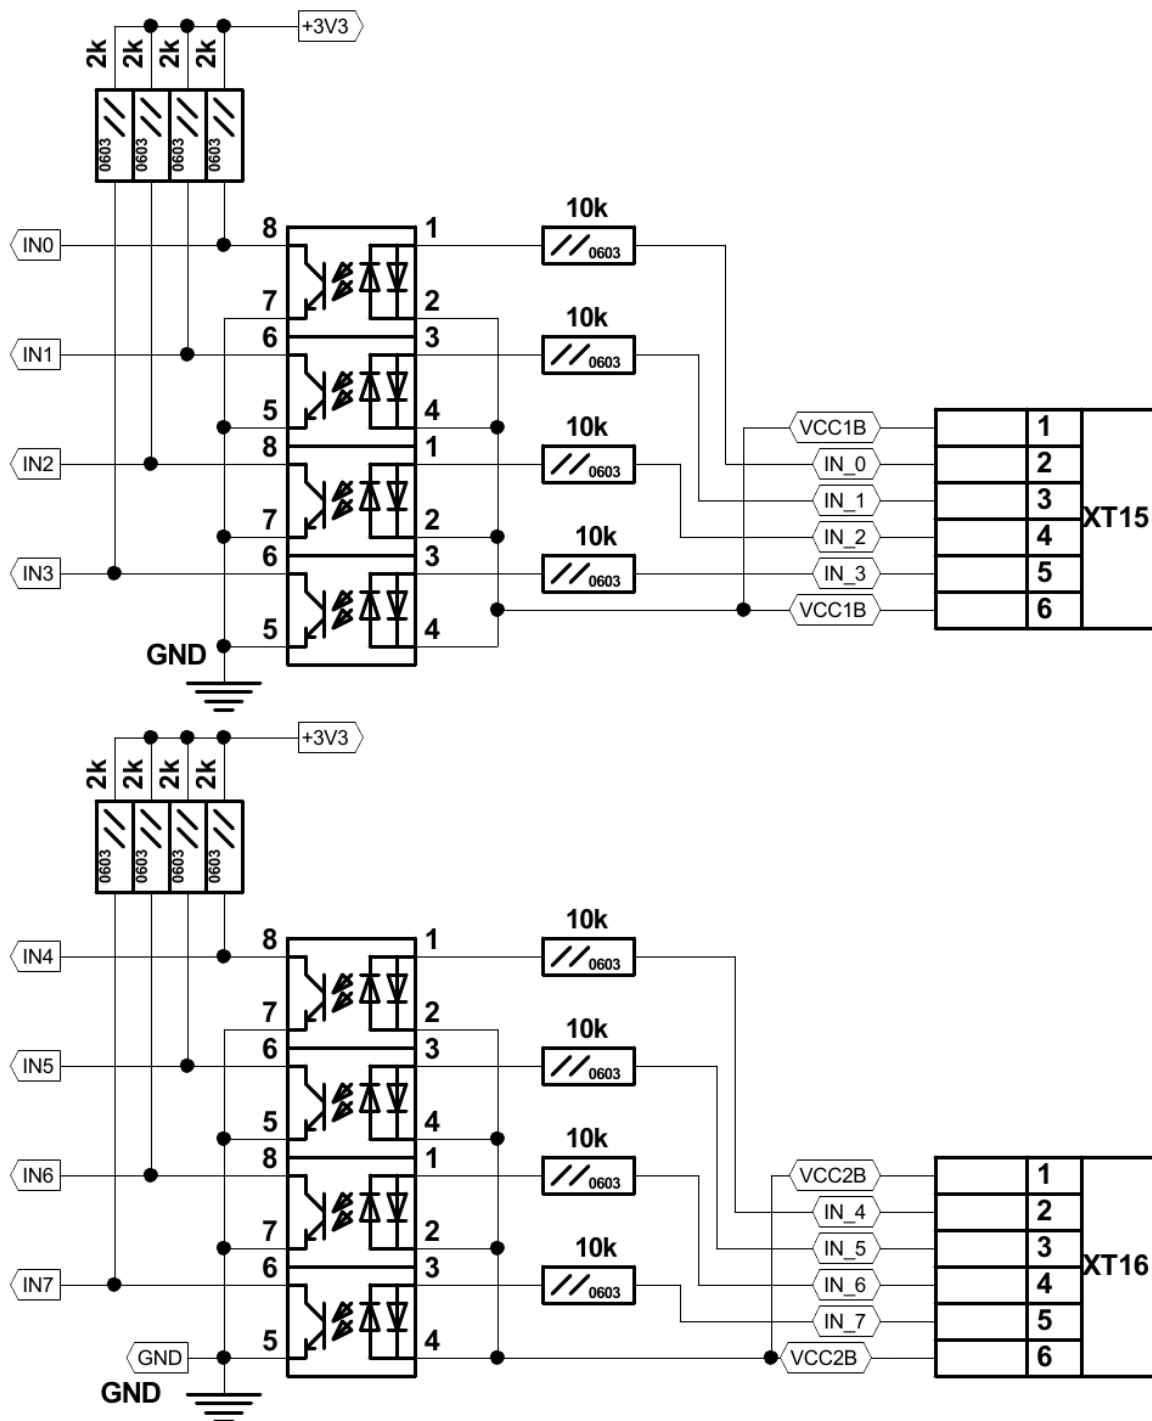 +3V3
2k 2k 2k 2k
0603 0603 0603 0603
10k
IN0 8 1 0603
7 2
10k
IN1 6 3 0603
5 4 VCC1B 1
10k
IN2 8 1 0603 IN_0 2
IN_1 3
XT15
7 2 IN_2 4
10k
IN3 6 3 0603 IN_3 5
VCC1B 6
5 4
GND
+3V3
2k 2k 2k 2k
0603 0603 0603 0603
10k
IN4 8 1 0603
7 2
10k
IN5 6 3 0603
5 4
10k
IN6 8 1 0603 VCC2B 1
IN_4 2
7 2 IN_5 3
XT16
10k
IN7 6 3 0603 IN_6 4
IN_7 5
GND 5 4 VCC2B 6
GND